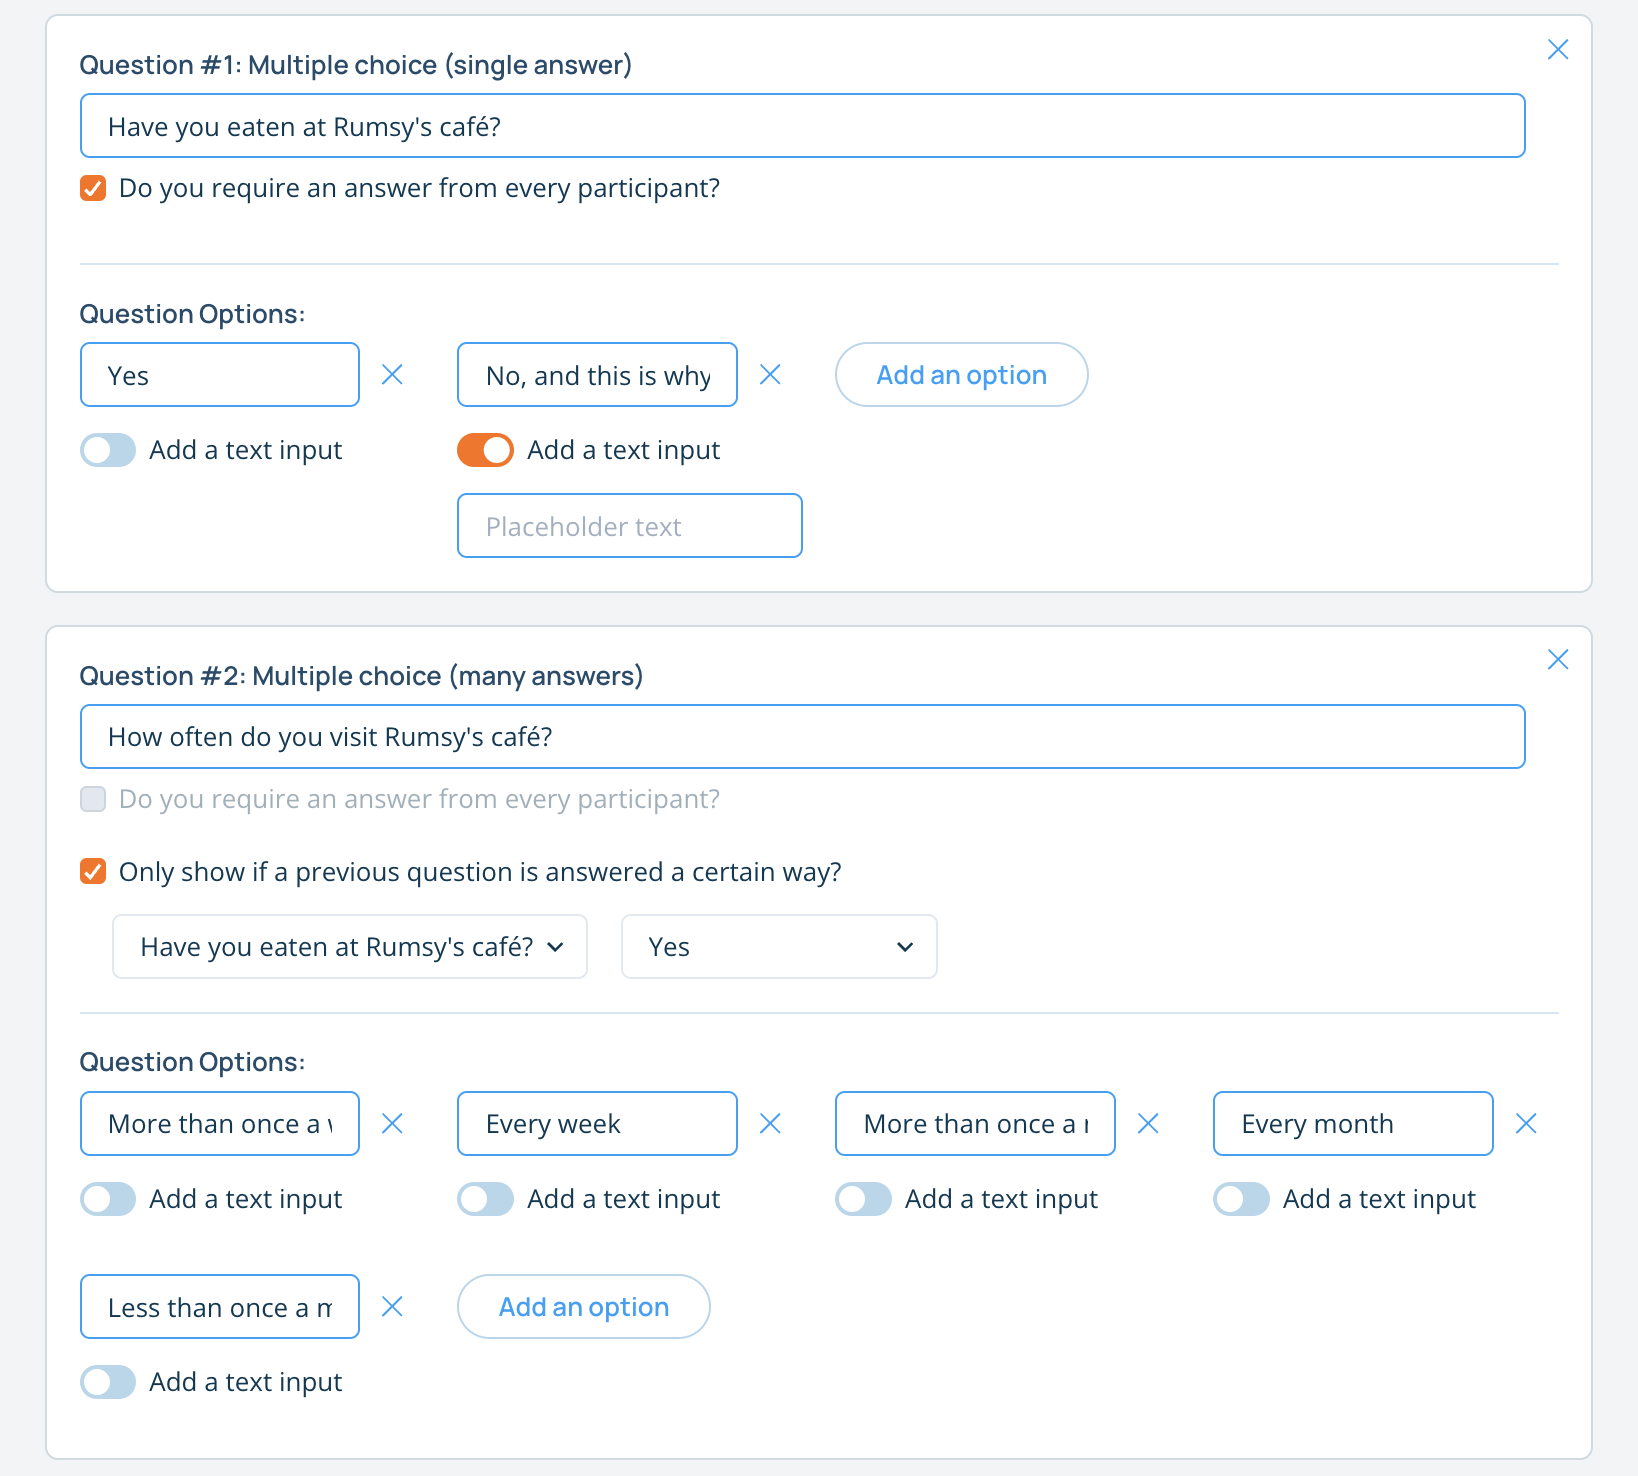 Question #1: Multiple choice (single answer)
Have you eaten at Rumsy's café?
Do you require an answer from every participant?
Question Options:
Yes
No, and this is why
Add an option
Add a text input
Add a text input
Placeholder text
Question #2: Multiple choice (many answers)
How often do you visit Rumsy's café?
Do you require an answer from every participant?
Only show if a previous question is answered a certain way?
Have you eaten at Rumsy's café?
Yes
Question Options:
More than once a
Every week
More than once a
Every month
Add a text input
Add a text input
Add a text input
Add a text input
Less than once a
Add an option
Add a text input